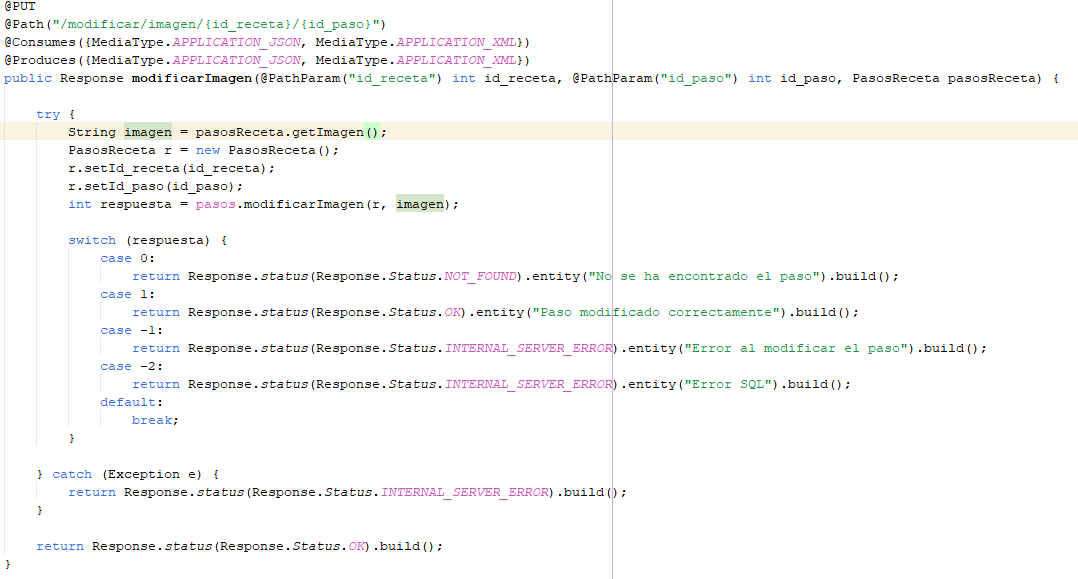 @PUT
@Path("/modificar/imagen/{id_receta}/{id_paso}")
@Consumes({MediaType.APPLICATION_JSON, MediaType.APPLICATION_XML})
@Produces({MediaType.APPLICATION_JSON, MediaType.APPLICATION_XML})
public Response modificarImagen(@PathParam("id_receta") int id_receta, @PathParam("id_paso") int id_paso, PasosReceta pasosReceta) {
try {
String imagen = pasosReceta.getImagen();
PasosReceta r = new PasosReceta();
r.setId_receta(id_receta);
r.setId_paso(id_paso);
int respuesta = pasos.modificarImagen(r, imagen);
switch (respuesta) {
case 0:
return Response.status(Response.Status.NOT_FOUND).entity("No se ha encontrado el paso").build();
case 1:
return Response.status(Response.Status.OK).entity("Paso modificado correctamente").build();
case -1:
return Response.status(Response.Status.INTERNAL_SERVER_ERROR).entity("Error al modificar el paso").build();
case -2:
return Response.status(Response.Status.INTERNAL_SERVER_ERROR).entity("Error SQL").build();
default:
break;
}
} catch (Exception e) {
return Response.status(Response.Status.INTERNAL_SERVER_ERROR).build();
}
return Response.status(Response.Status.OK).build();
}